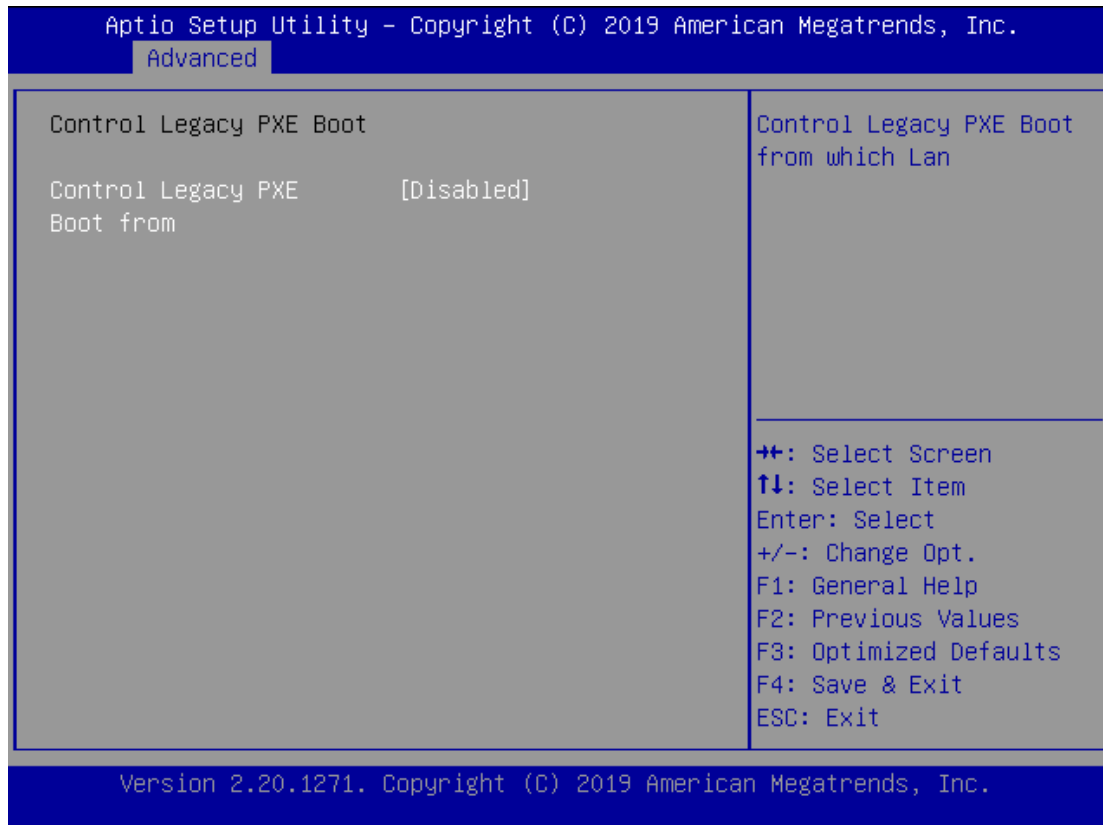 Aptio Setup Utility – Copyright (C) 2019 American Megatrends, Inc.
Advanced
Control Legacy PXE Boot
Control Legacy PXE [Disabled]
Boot from
Control Legacy PXE Boot
from which Lan
→←: Select Screen
↑↓: Select Item
Enter: Select
+/-: Change Opt.
F1: General Help
F2: Previous Values
F3: Optimized Defaults
F4: Save & Exit
ESC: Exit
Version 2.20.1271. Copyright (C) 2019 American Megatrends, Inc.